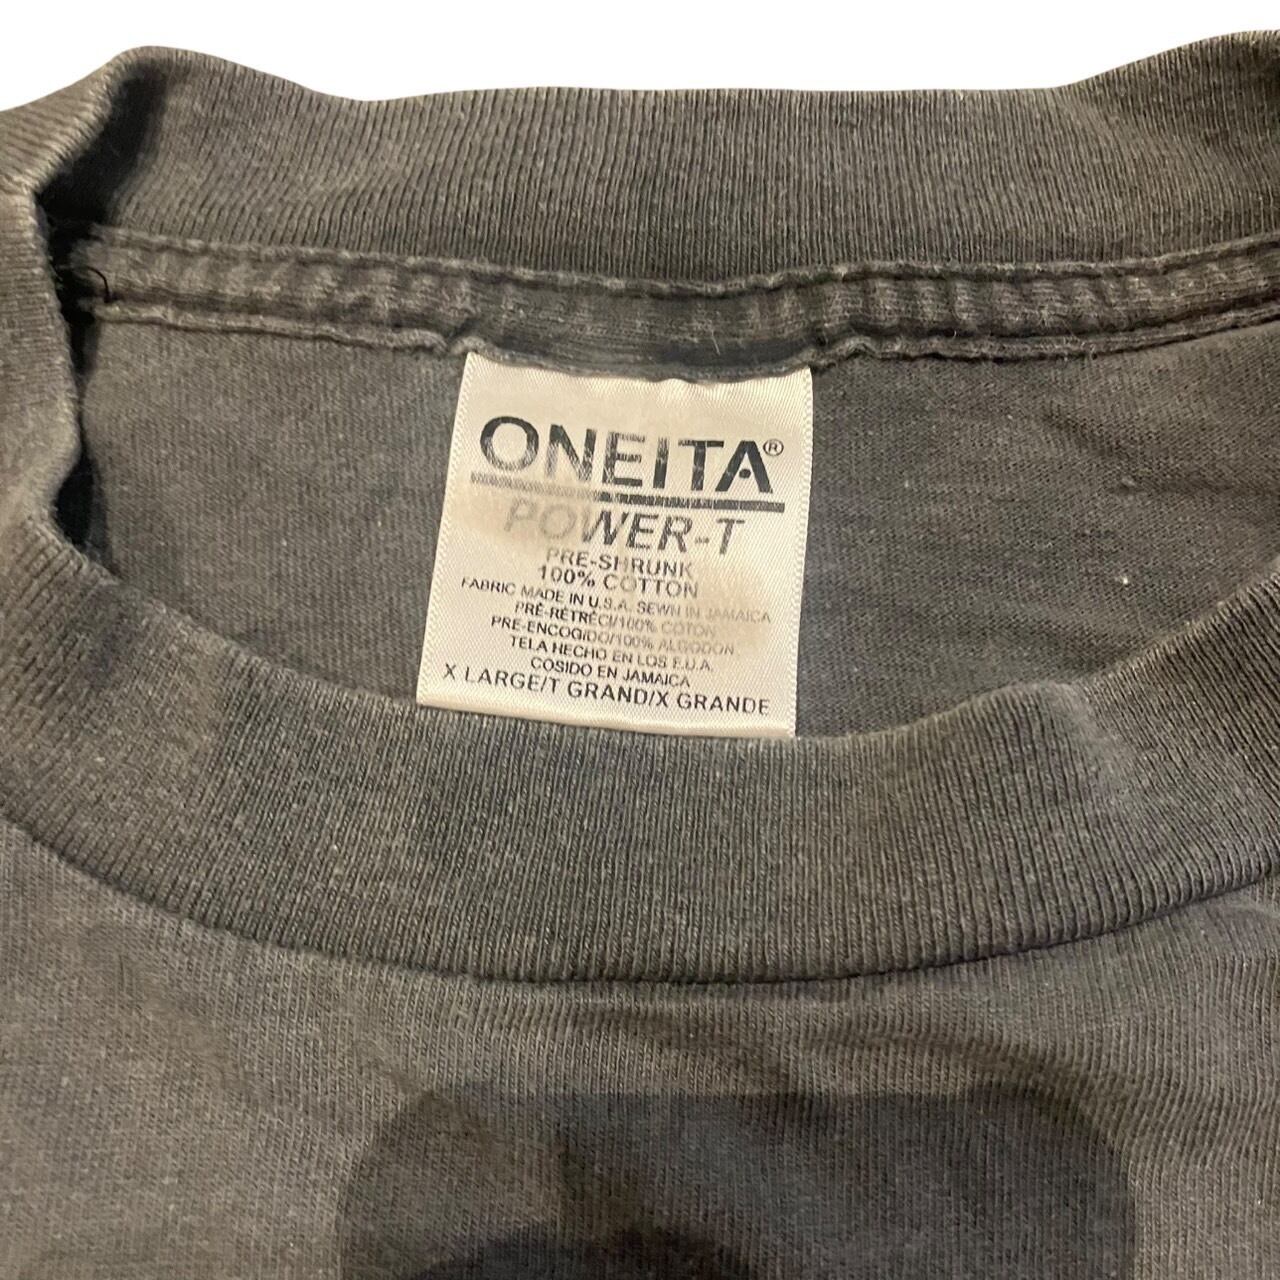 ONEITA®
POWER-T
PRE-SHRUNK
100% COTTON
FABRIC MADE IN U.S.A. SEWN IN JAMAICA
PRÉ-RÉTRÉCI/100% COTON
PRE-ENCOGIDO/100% ALGODON
TELA HECHO EN LOS E.U.A.
COSIDO EN JAMAICA
X LARGE/T GRAND/X GRANDE